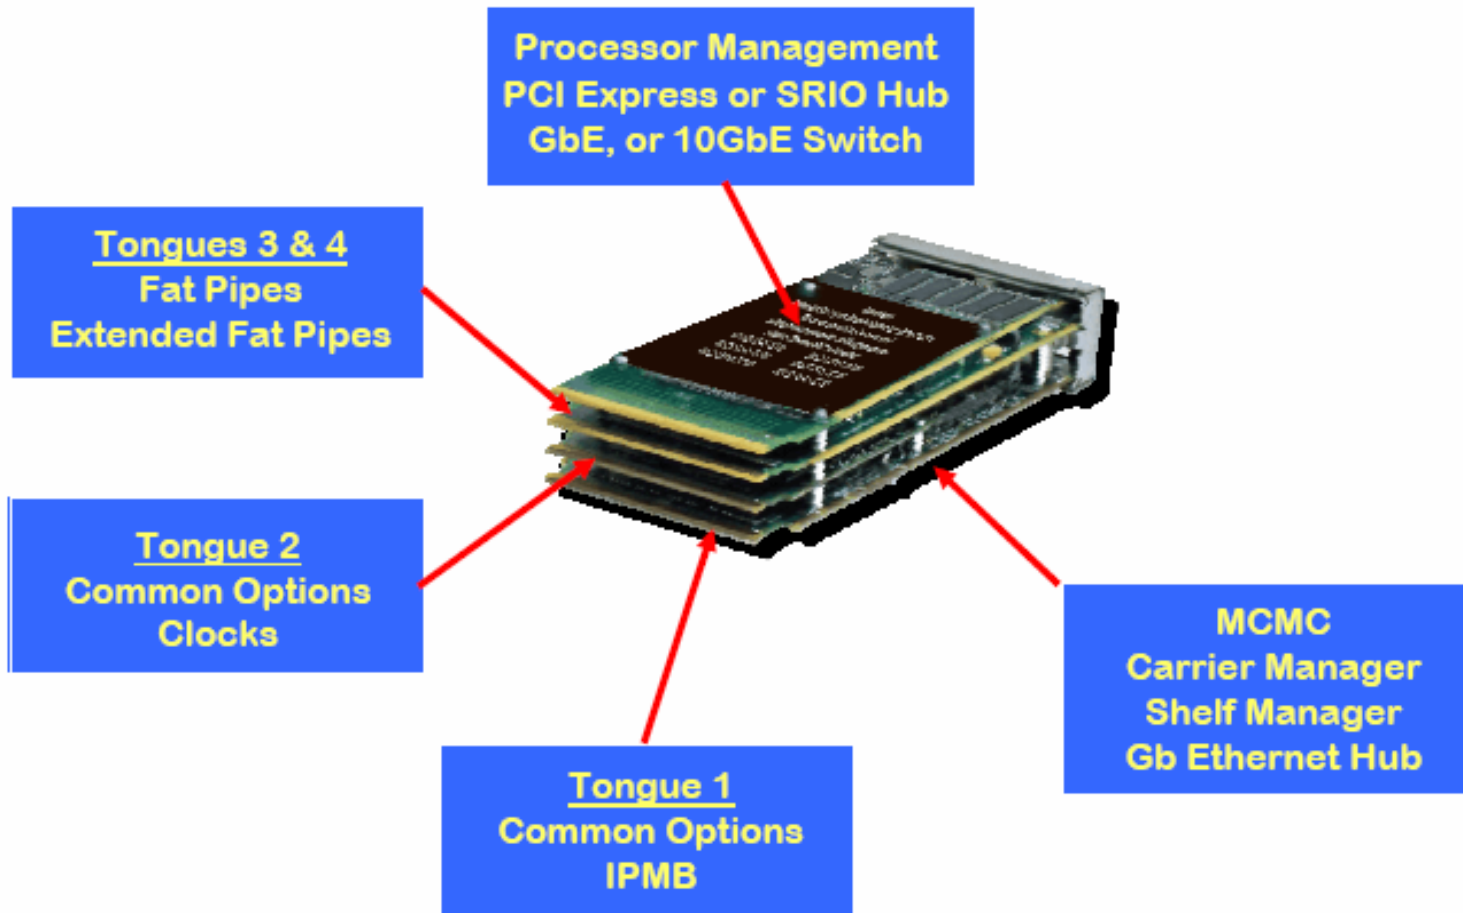 Processor Management
PCI Express or SRIO Hub
GbE, or 10GbE Switch
Tongues 3 & 4
Fat Pipes
Extended Fat Pipes
Tongue 2
Common Options
Clocks
Tongue 1
Common Options
IPMB
MCMC
Carrier Manager
Shelf Manager
Gb Ethernet Hub